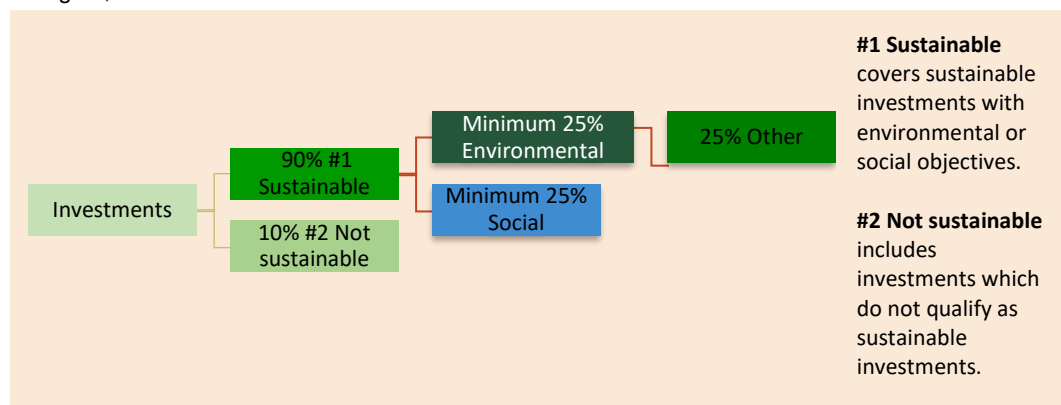 Investments
90% #1
Sustainable
10% #2 Not
sustainable
Minimum 25%
Environmental
Minimum 25%
Social
25% Other
#1 Sustainable
covers sustainable
investments with
environmental or
social objectives.
#2 Not sustainable
includes
investments which
do not qualify as
sustainable
investments.